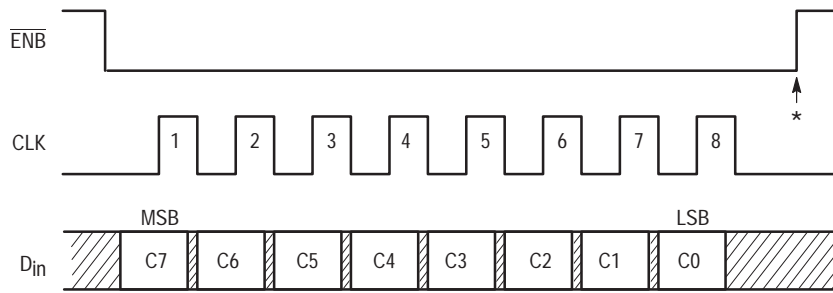 ENB
*
CLK 1 2 3 4 5 6 7 8
MSB LSB
Din C7 C6 C5 C4 C3 C2 C1 C0